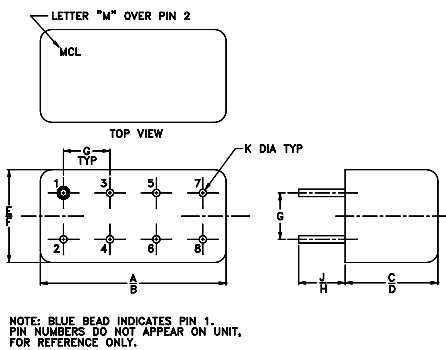 LETTER "M" OVER PIN 2
MCL
TOP VIEW
G
TYP
K DIA TYP
1
3
5
7
2
4
6
8
G
A
B
J
H
C
D
NOTE: BLUE BEAD INDICATES PIN 1.
PIN NUMBERS DO NOT APPEAR ON UNIT,
FOR REFERENCE ONLY.